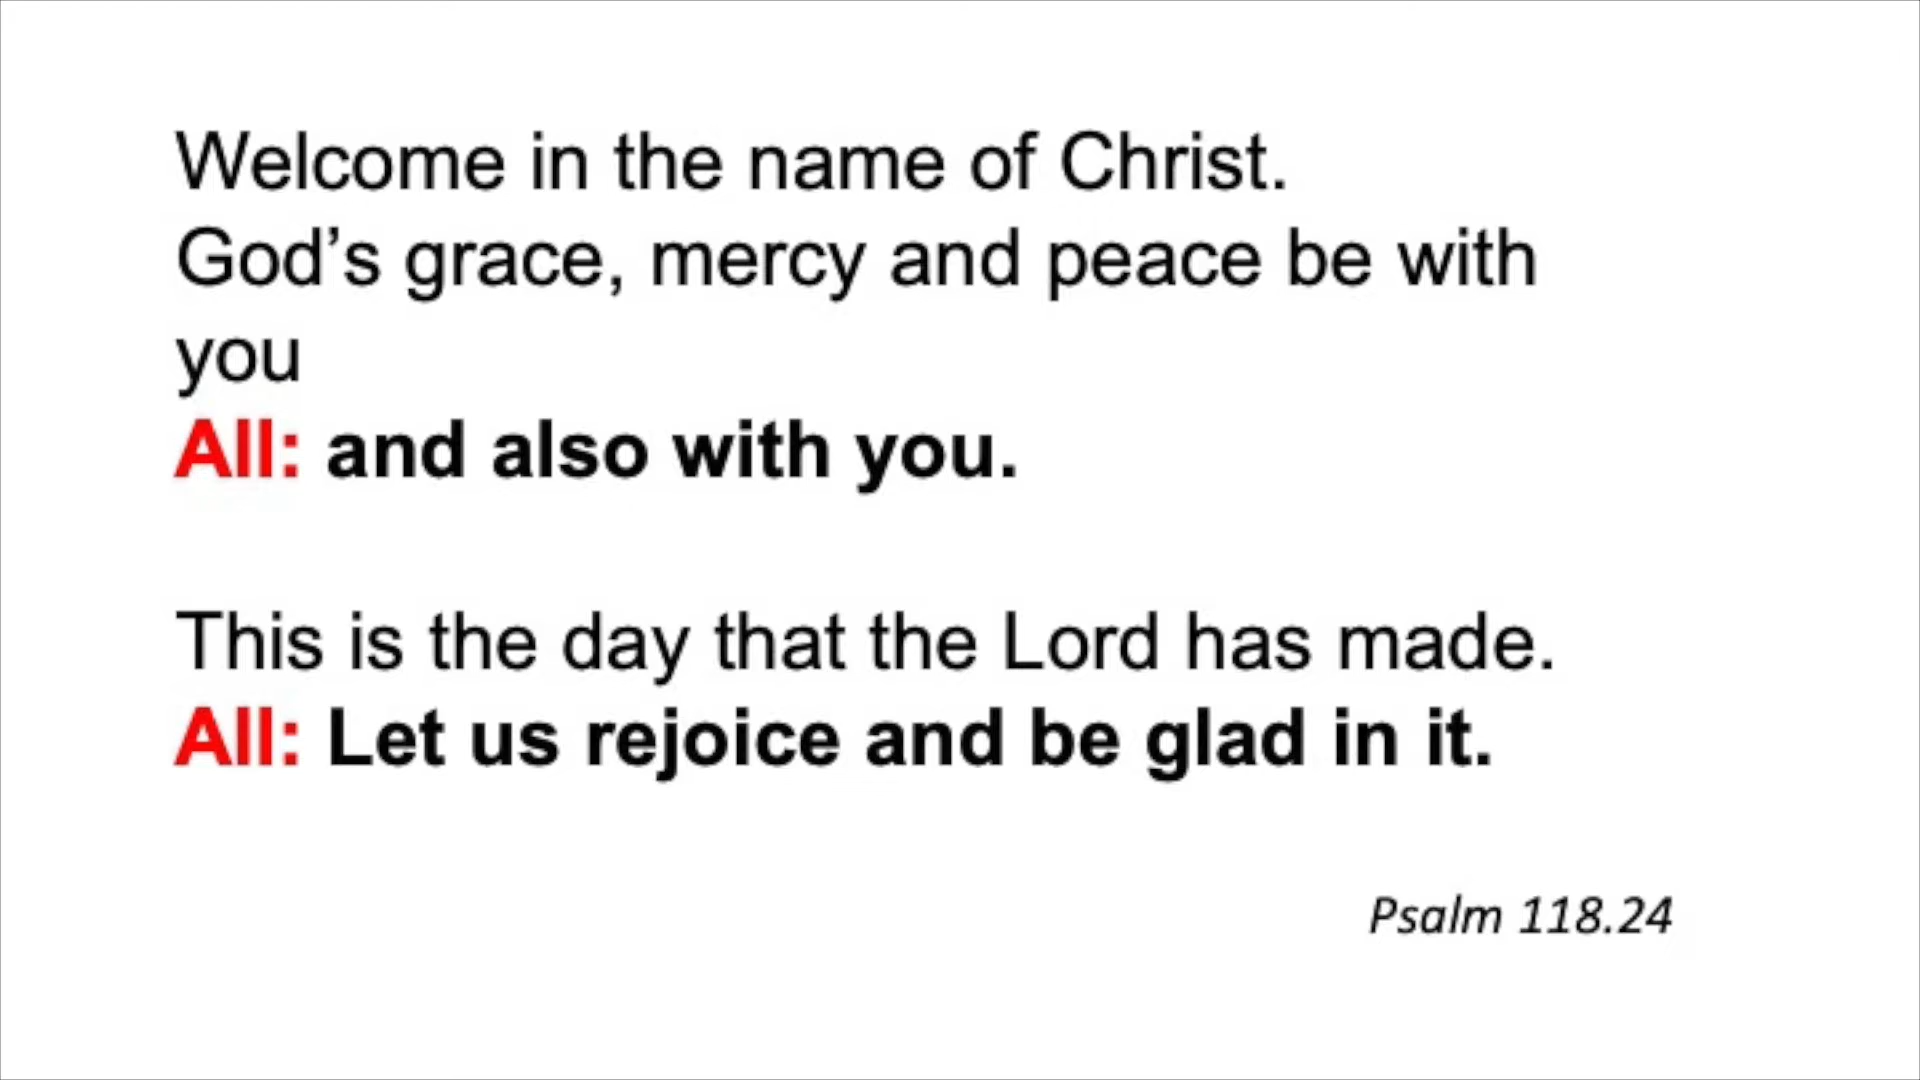 Welcome in the name of Christ.
God’s grace, mercy and peace be with
you
All: and also with you.
This is the day that the Lord has made.
All: Let us rejoice and be glad in it.
Psalm 118.24